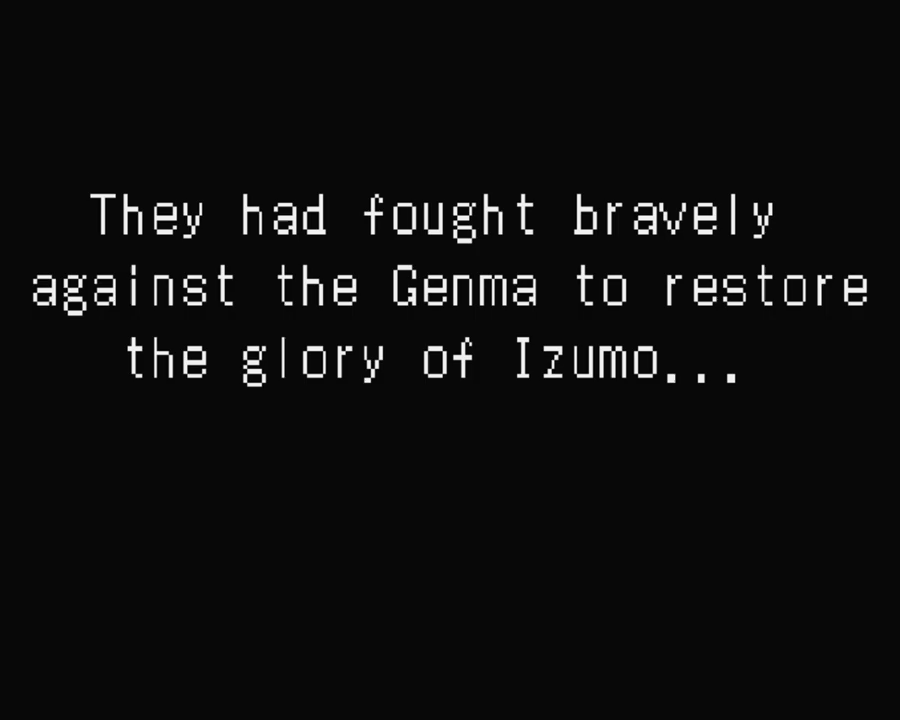 They had fought bravely
against the Genma to restore
the glory of Izumo...